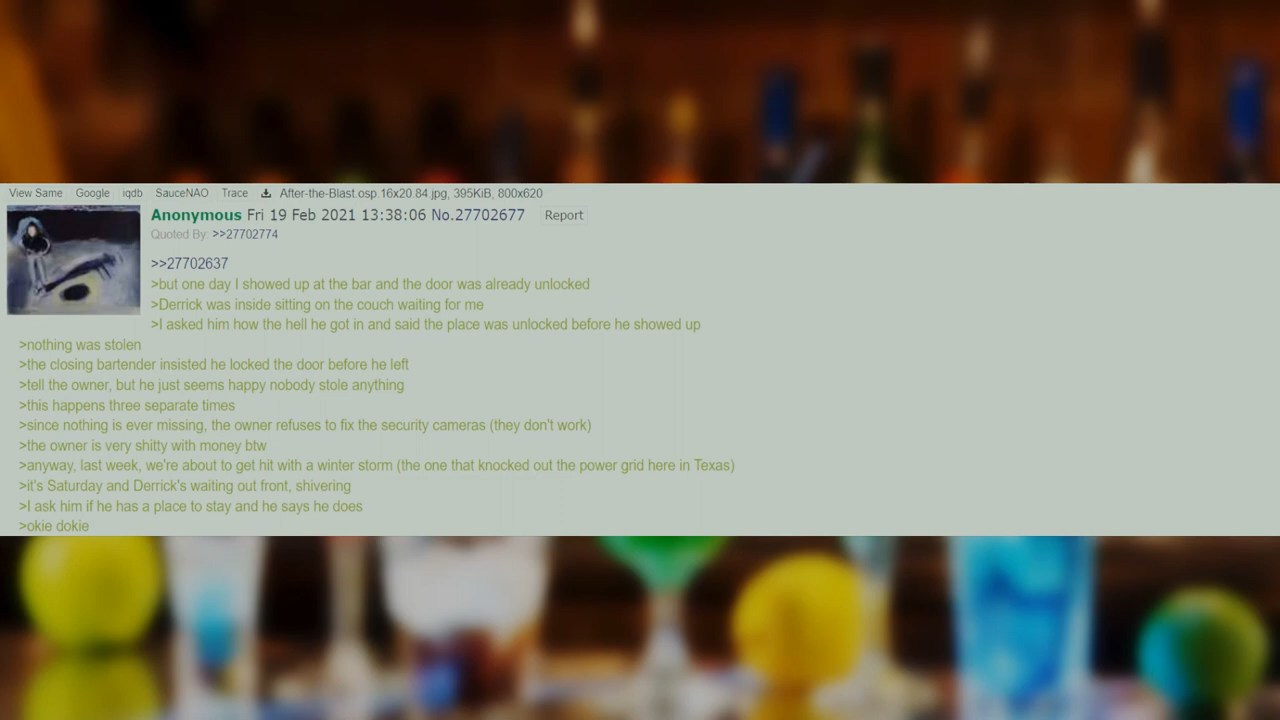 View Same Google iqdb SauceNAO Trace After-the-Blast.osp.16x20.84.jpg, 395KiB, 800x620
Anonymous Fri 19 Feb 2021 13:38:06 No.27702677 Report
Quoted By: >>27702774
>>27702637
>but one day I showed up at the bar and the door was already unlocked
>Derrick was inside sitting on the couch waiting for me
>I asked him how the hell he got in and said the place was unlocked before he showed up
>nothing was stolen
>the closing bartender insisted he locked the door before he left
>tell the owner, but he just seems happy nobody stole anything
>this happens three separate times
>since nothing is ever missing, the owner refuses to fix the security cameras (they don't work)
>the owner is very shitty with money btw
>anyway, last week, we're about to get hit with a winter storm (the one that knocked out the power grid here in Texas)
>it's Saturday and Derrick's waiting out front, shivering
>I ask him if he has a place to stay and he says he does
>okie dokie